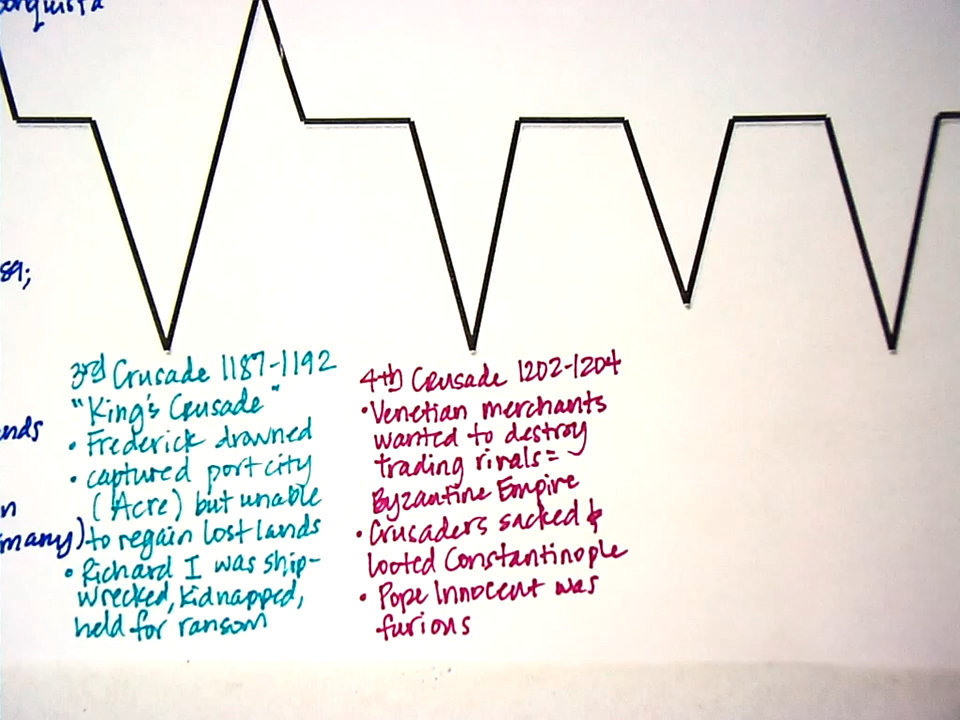 89;
3rd Crusade 1187-1192
"King's Crusade"
• Frederick drowned
• captured port city
(Acre) but unable
to regain lost lands
• Richard I was ship-
wrecked, kidnapped,
held for ransom
4th Crusade 1202-1204
• Venetian merchants
wanted to destroy
trading rivals =
Byzantine Empire
• Crusaders sacked &
looted Constantinople
• Pope Innocent was
furious